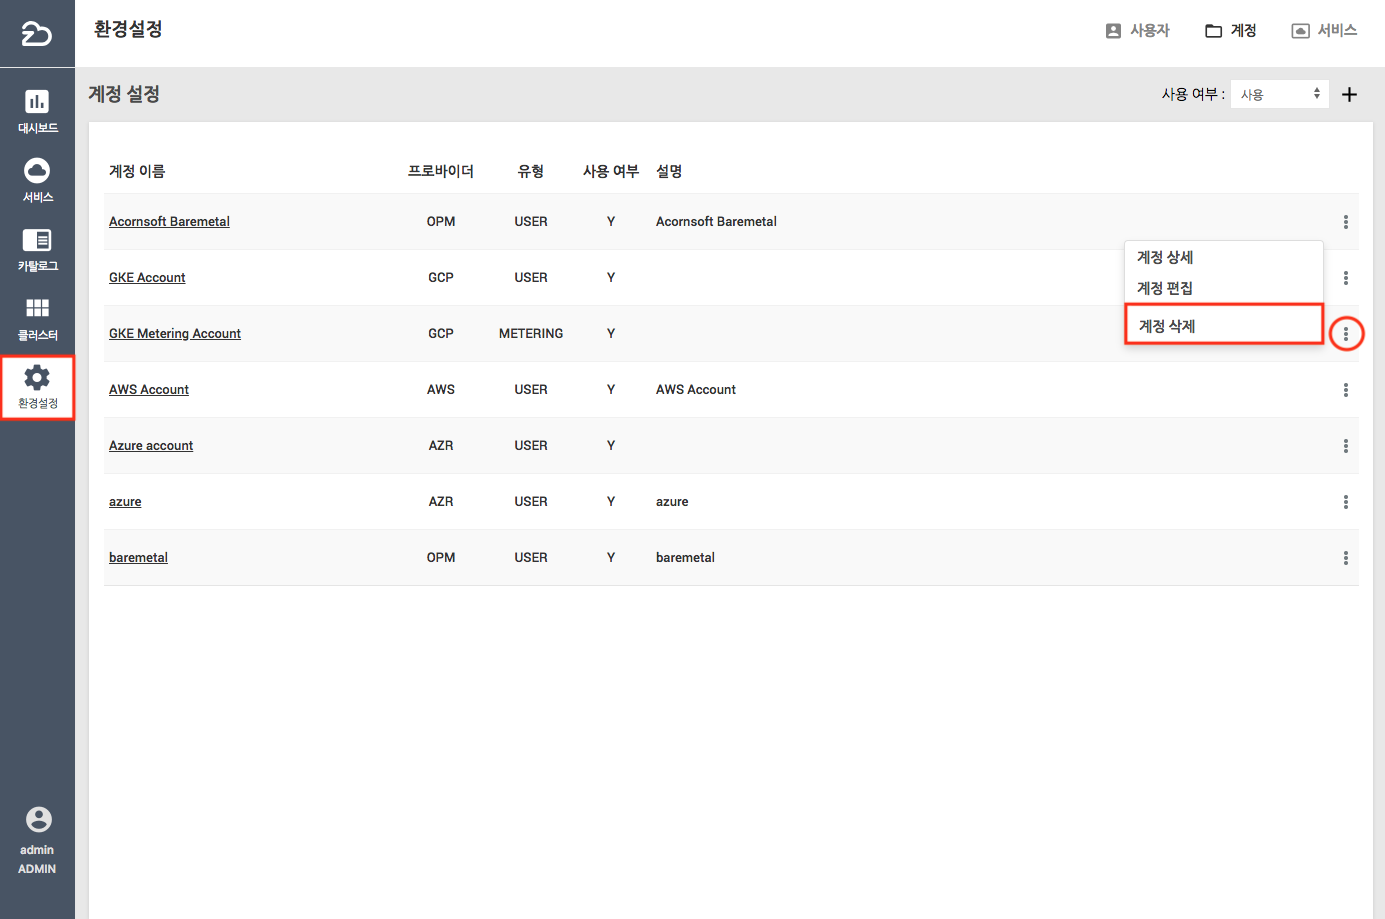 환경설정
사용자
계정
서비스
대시보드
서비스
카탈로그
클러스터
환경설정
admin
ADMIN
계정 설정
사용 여부 : 사용
계정 이름 프로바이더 유형 사용 여부 설명
Acornsoft Baremetal OPM USER Y Acornsoft Baremetal
GKE Account GCP USER Y
GKE Metering Account GCP METERING Y
AWS Account AWS USER Y AWS Account
Azure account AZR USER Y
azure AZR USER Y azure
baremetal OPM USER Y baremetal
계정 상세
계정 편집
계정 삭제